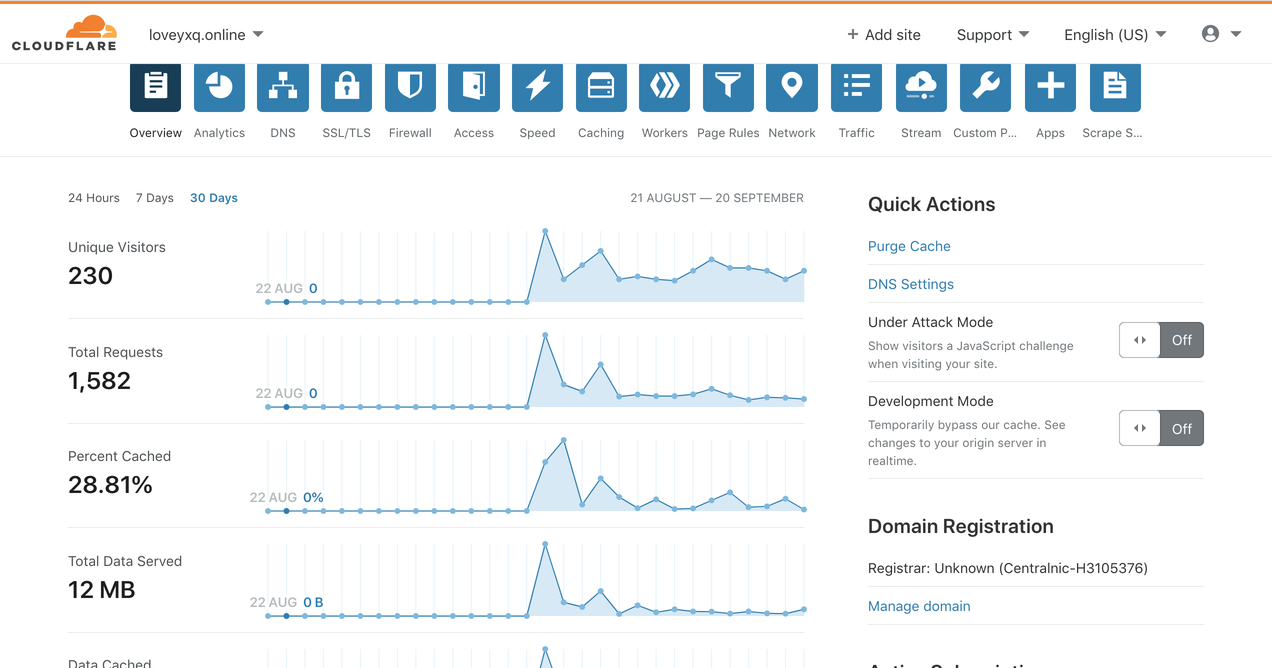 CLOUDFLARE
loveyxq.online
+ Add site
Support
English (US)
Overview
Analytics
DNS
SSL/TLS
Firewall
Access
Speed
Caching
Workers
Page Rules
Network
Traffic
Stream
Custom P...
Apps
Scrape S...
24 Hours
7 Days
30 Days
21 AUGUST — 20 SEPTEMBER
Unique Visitors
230
22 AUG 0
Total Requests
1,582
22 AUG 0
Percent Cached
28.81%
22 AUG 0%
Total Data Served
12 MB
22 AUG 0 B
Data Cached
Quick Actions
Purge Cache
DNS Settings
Under Attack Mode
Show visitors a JavaScript challenge
when visiting your site.
Off
Development Mode
Temporarily bypass our cache. See
changes to your origin server in
realtime.
Off
Domain Registration
Registrar: Unknown (Centralnic-H3105376)
Manage domain